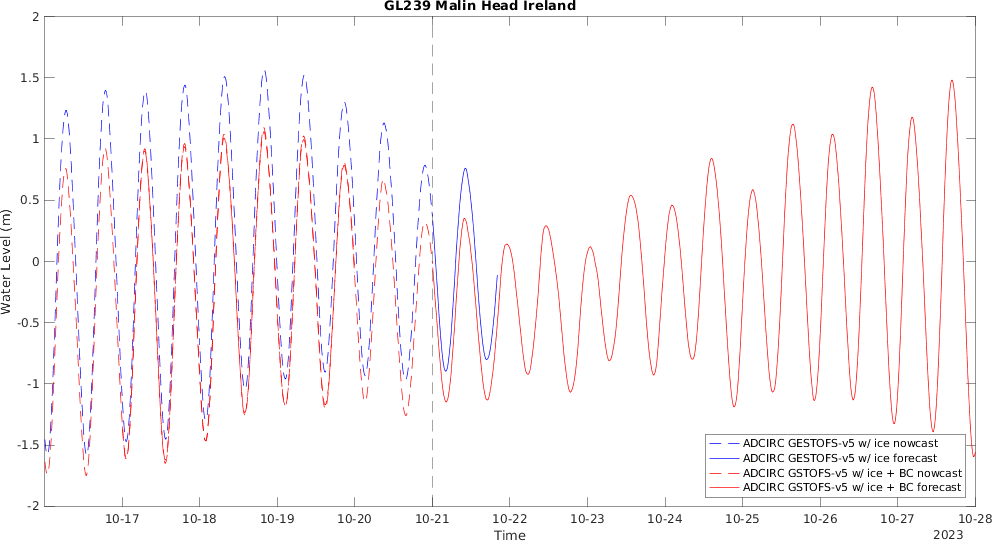 GL239 Malin Head Ireland
2
1.5
1
0.5
0
-0.5
-1
-1.5
-2
Water Level (m)
ADCIRC GESTOFS-v5 w/ ice nowcast
ADCIRC GESTOFS-v5 w/ ice forecast
ADCIRC GSTOFS-v5 w/ ice + BC nowcast
ADCIRC GSTOFS-v5 w/ ice + BC forecast
10-17 10-18 10-19 10-20 10-21 10-22 10-23 10-24 10-25 10-26 10-27 10-28
Time
2023